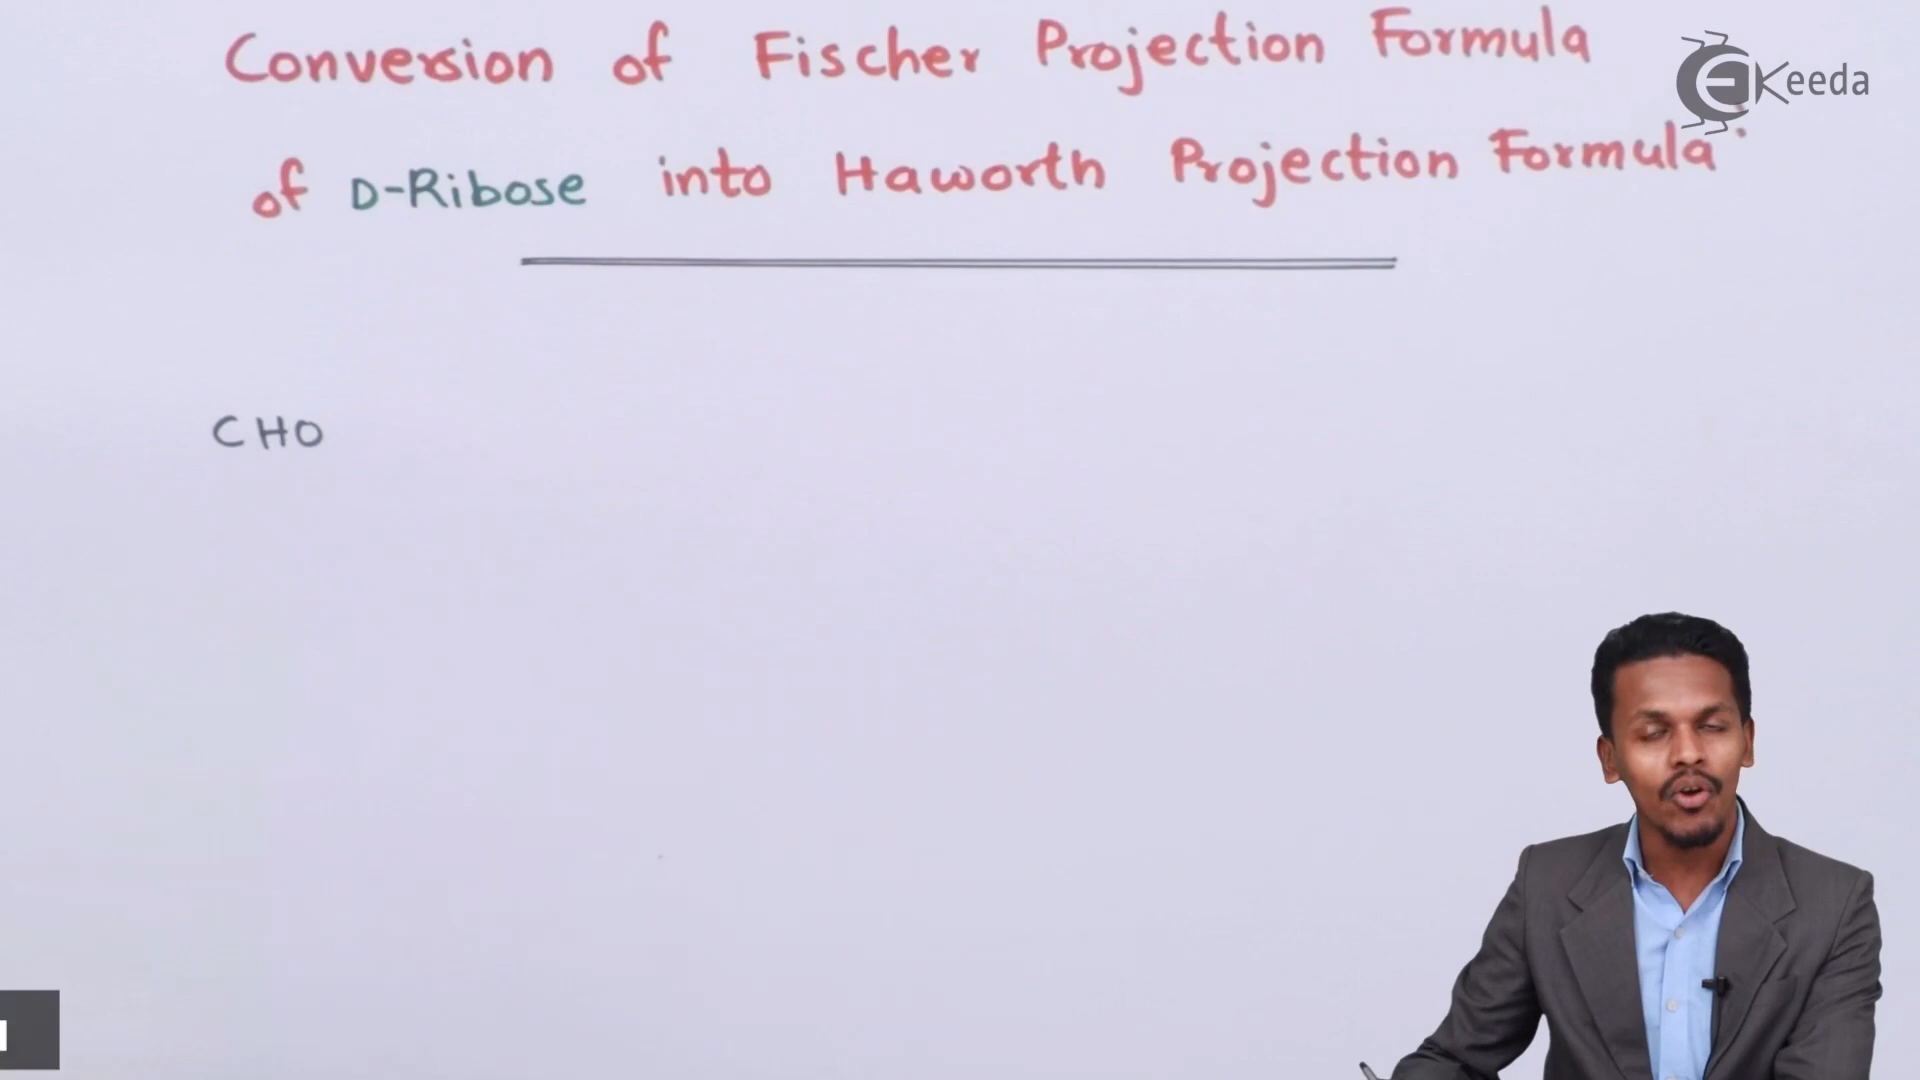 Conversion of Fischer Projection Formula
Keeda
of D-Ribose into Haworth Projection Formula
CHO